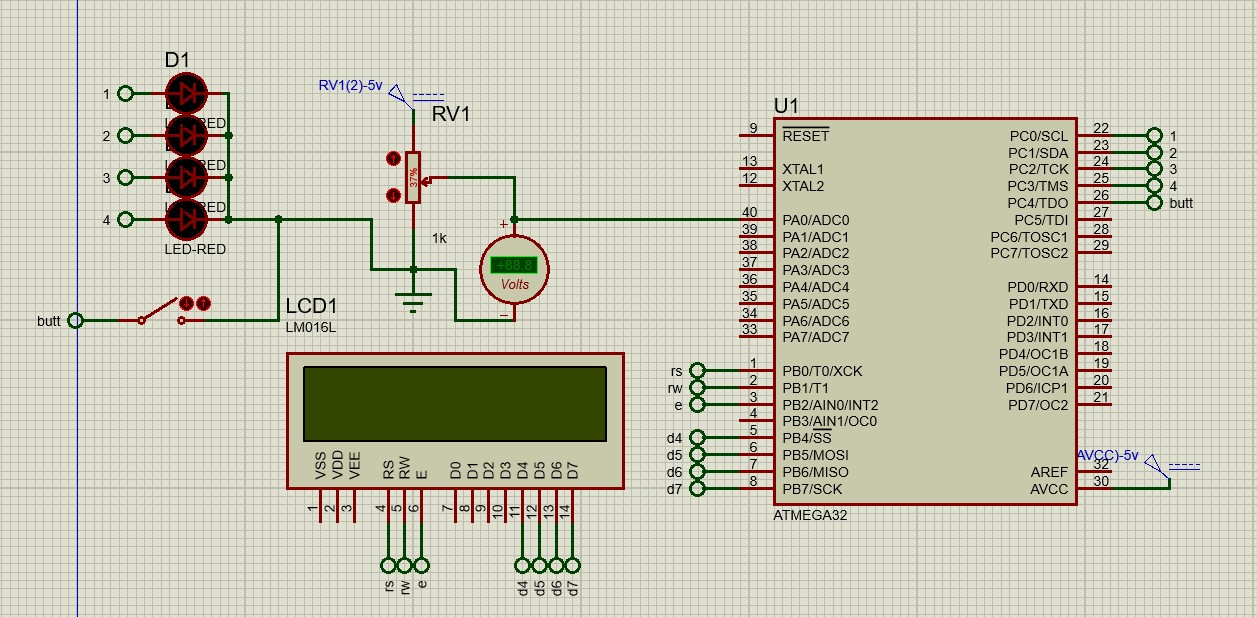 D1
1
2
3
4
RED
RED
RED
LED-RED
RV1(2)-5v
RV1
37%
1k
+
+88.8
Volts
−
butt
LCD1
LM016L
VSS
VDD
VEE
RS
RW
E
D0
D1
D2
D3
D4
D5
D6
D7
1
2
3
4
5
6
7
8
9
10
11
12
13
14
rs
rw
e
d4
d5
d6
d7
U1
9 RESET
13 XTAL1
12 XTAL2
40 PA0/ADC0
39 PA1/ADC1
38 PA2/ADC2
37 PA3/ADC3
36 PA4/ADC4
35 PA5/ADC5
34 PA6/ADC6
33 PA7/ADC7
rs 1 PB0/T0/XCK
rw 2 PB1/T1
e 3 PB2/AIN0/INT2
4 PB3/AIN1/OC0
d4 5 PB4/SS
d5 6 PB5/MOSI
d6 7 PB6/MISO
d7 8 PB7/SCK
PC0/SCL 22 1
PC1/SDA 23 2
PC2/TCK 24 3
PC3/TMS 25 4
PC4/TDO 26 butt
PC5/TDI 27
PC6/TOSC1 28
PC7/TOSC2 29
PD0/RXD 14
PD1/TXD 15
PD2/INT0 16
PD3/INT1 17
PD4/OC1B 18
PD5/OC1A 19
PD6/ICP1 20
PD7/OC2 21
AVCC)-5v
AREF 32
AVCC 30
ATMEGA32